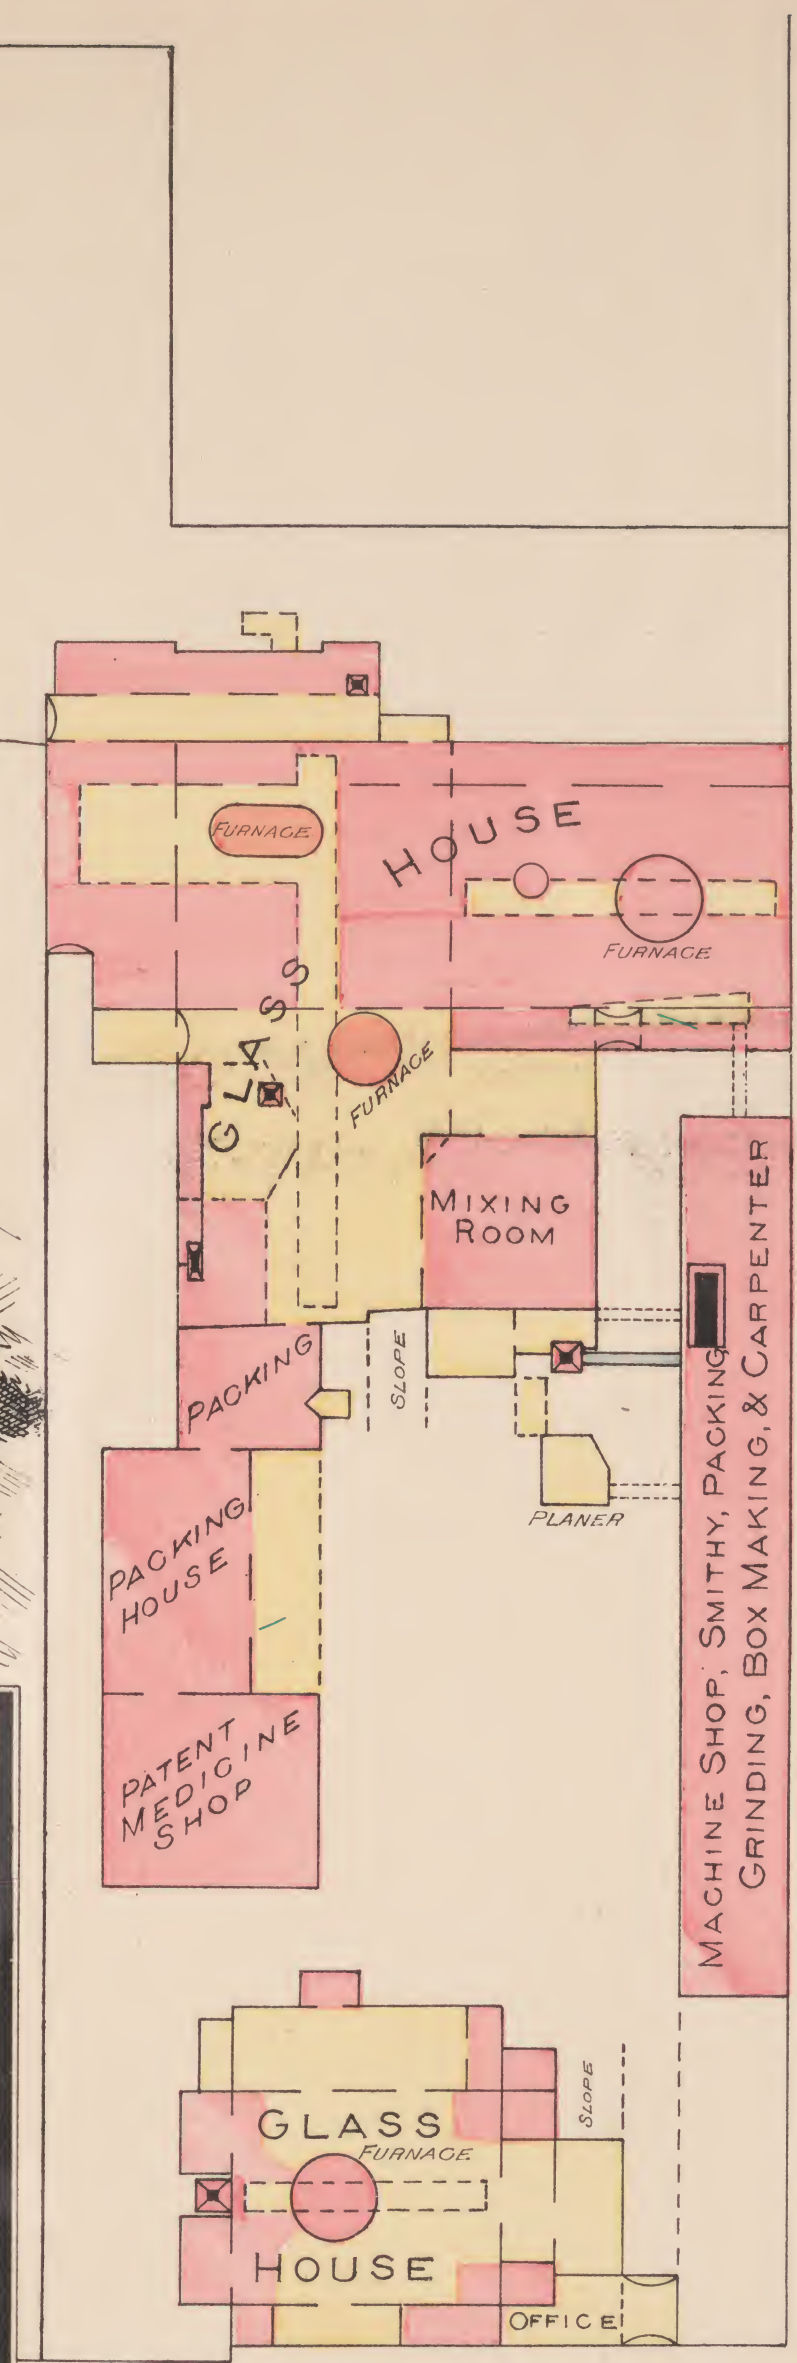 HOUSE
FURNACE
FURNACE
GLASS
FURNACE
MIXING
ROOM
PACKING
SLOPE
PLANER
PACKING
HOUSE
PATENT
MEDICINE
SHOP
MACHINE SHOP, SMITHY, PACKING
GRINDING, BOX MAKING, & CARPENTER
SLOPE
GLASS
FURNACE
HOUSE
OFFICE